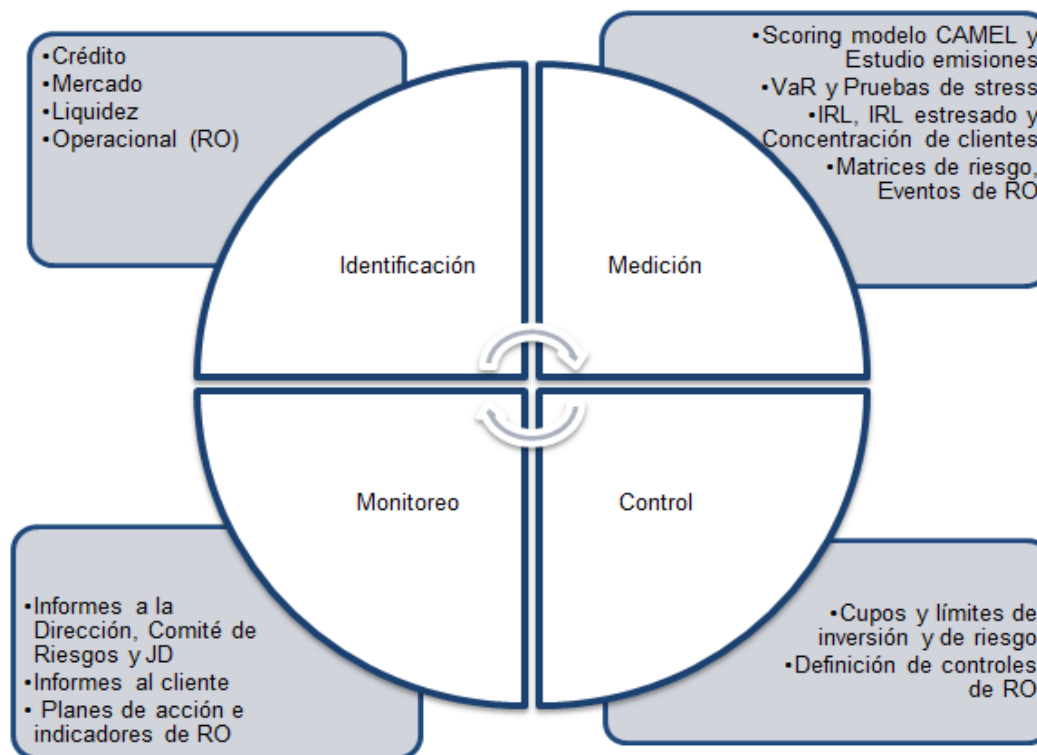 •Crédito
•Mercado
•Liquidez
•Operacional (RO)
•Scoring modelo CAMEL y
Estudio emisiones
•VaR y Pruebas de stress
•IRL, IRL estresado y
Concentración de clientes
•Matrices de riesgo,
Eventos de RO
Identificación
Medición
Monitoreo
Control
•Informes a la
Dirección, Comité de
Riesgos y JD
•Informes al cliente
• Planes de acción e
indicadores de RO
•Cupos y límites de
inversión y de riesgo
•Definición de controles
de RO